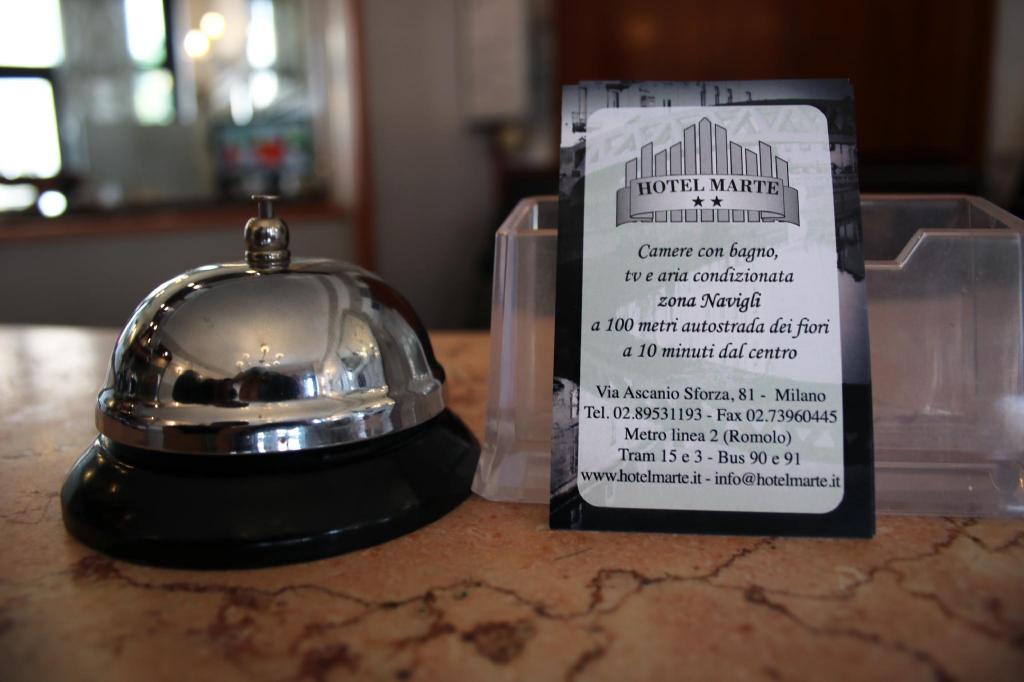 HOTEL MARTE
★★
Camere con bagno,
tv e aria condizionata
zona Navigli
a 100 metri autostrada dei fiori
a 10 minuti dal centro
Via Ascanio Sforza, 81 - Milano
Tel. 02.89531193 - Fax 02.73960445
Metro linea 2 (Romolo)
Tram 15 e 3 - Bus 90 e 91
www.hotelmarte.it - info@hotelmarte.it